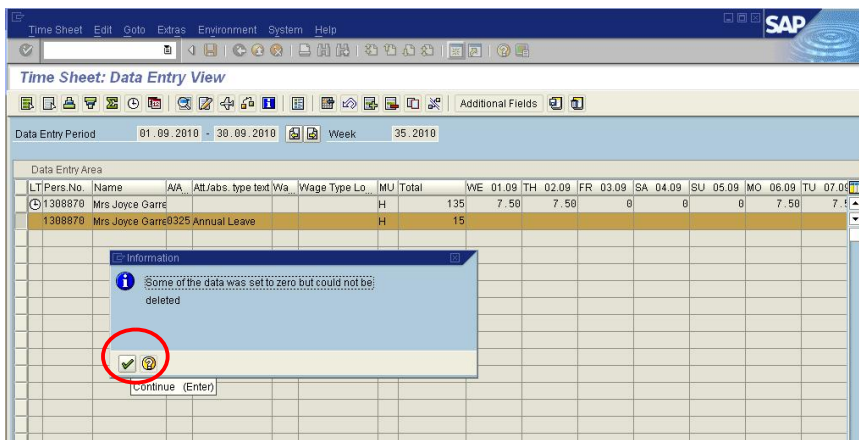 Time Sheet Edit Goto Extras Environment System Help
SAP
Time Sheet: Data Entry View
Additional Fields
Data Entry Period 01.09.2010 - 30.09.2010 Week 35.2010
Data Entry Area
LT Pers.No. Name A/A Att./abs. type text Wa... Wage Type Lo... MU Total WE 01.09 TH 02.09 FR 03.09 SA 04.09 SU 05.09 MO 06.09 TU 07.09
1308870 Mrs Joyce Garre H 135 7.50 7.50 0 0 0 7.50
1308870 Mrs Joyce Garre 0325 Annual Leave H 15
Information
Some of the data was set to zero but could not be
deleted
Continue (Enter)